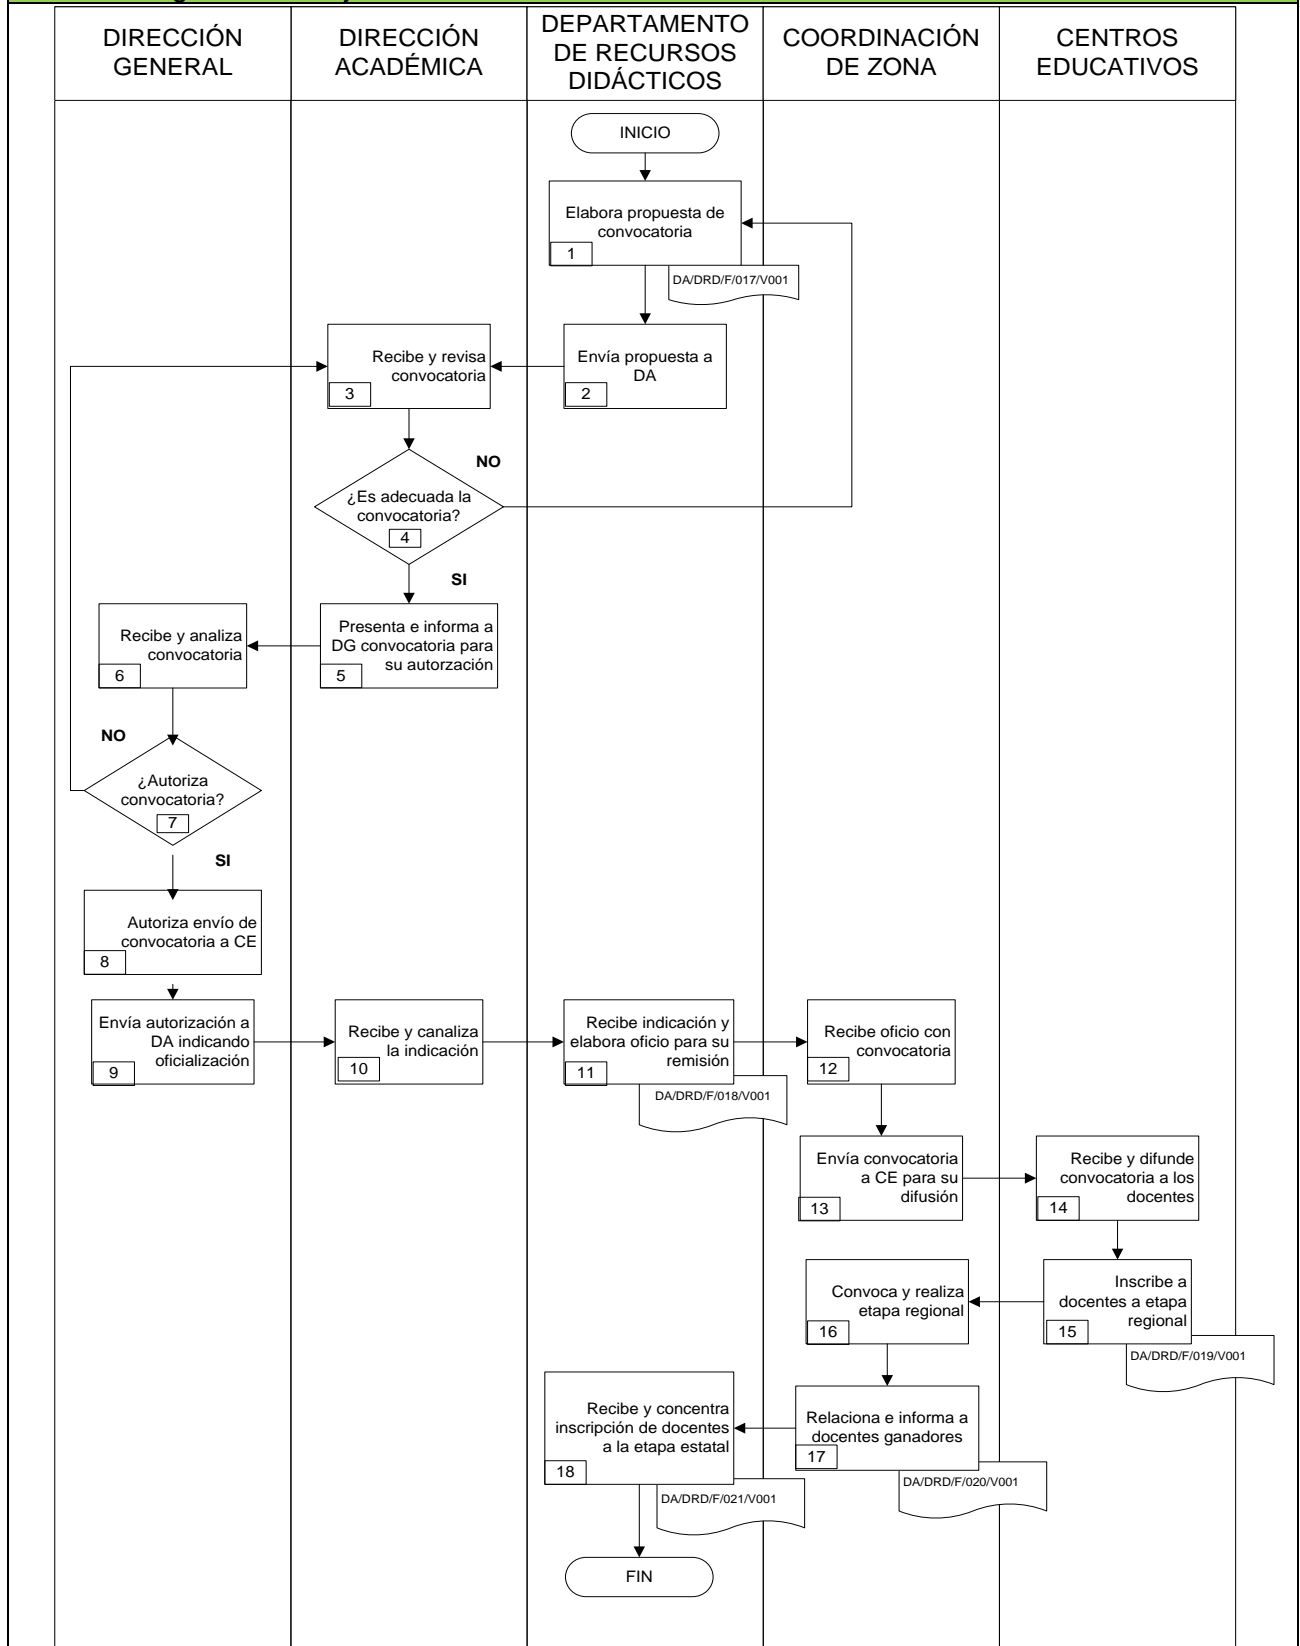 DIRECCIÓN
GENERAL
DIRECCIÓN
ACADÉMICA
DEPARTAMENTO
DE RECURSOS
DIDÁCTICOS
COORDINACIÓN
DE ZONA
CENTROS
EDUCATIVOS
INICIO
Elabora propuesta de
convocatoria
1
DA/DRD/F/017/V001
Envía propuesta a
DA
2
Recibe y revisa
convocatoria
3
NO
¿Es adecuada la
convocatoria?
4
SI
Presenta e informa a
DG convocatoria para
su autorzación
5
Recibe y analiza
convocatoria
6
NO
¿Autoriza
convocatoria?
7
SI
Autoriza envío de
convocatoria a CE
8
Envía autorización a
DA indicando
oficialización
9
Recibe y canaliza
la indicación
10
Recibe indicación y
elabora oficio para su
remisión
11
DA/DRD/F/018/V001
Recibe oficio con
convocatoria
12
Envía convocatoria
a CE para su
difusión
13
Recibe y difunde
convocatoria a los
docentes
14
Inscribe a
docentes a etapa
regional
15
DA/DRD/F/019/V001
Convoca y realiza
etapa regional
16
Relaciona e informa a
docentes ganadores
17
DA/DRD/F/020/V001
Recibe y concentra
inscripción de docentes
a la etapa estatal
18
DA/DRD/F/021/V001
FIN